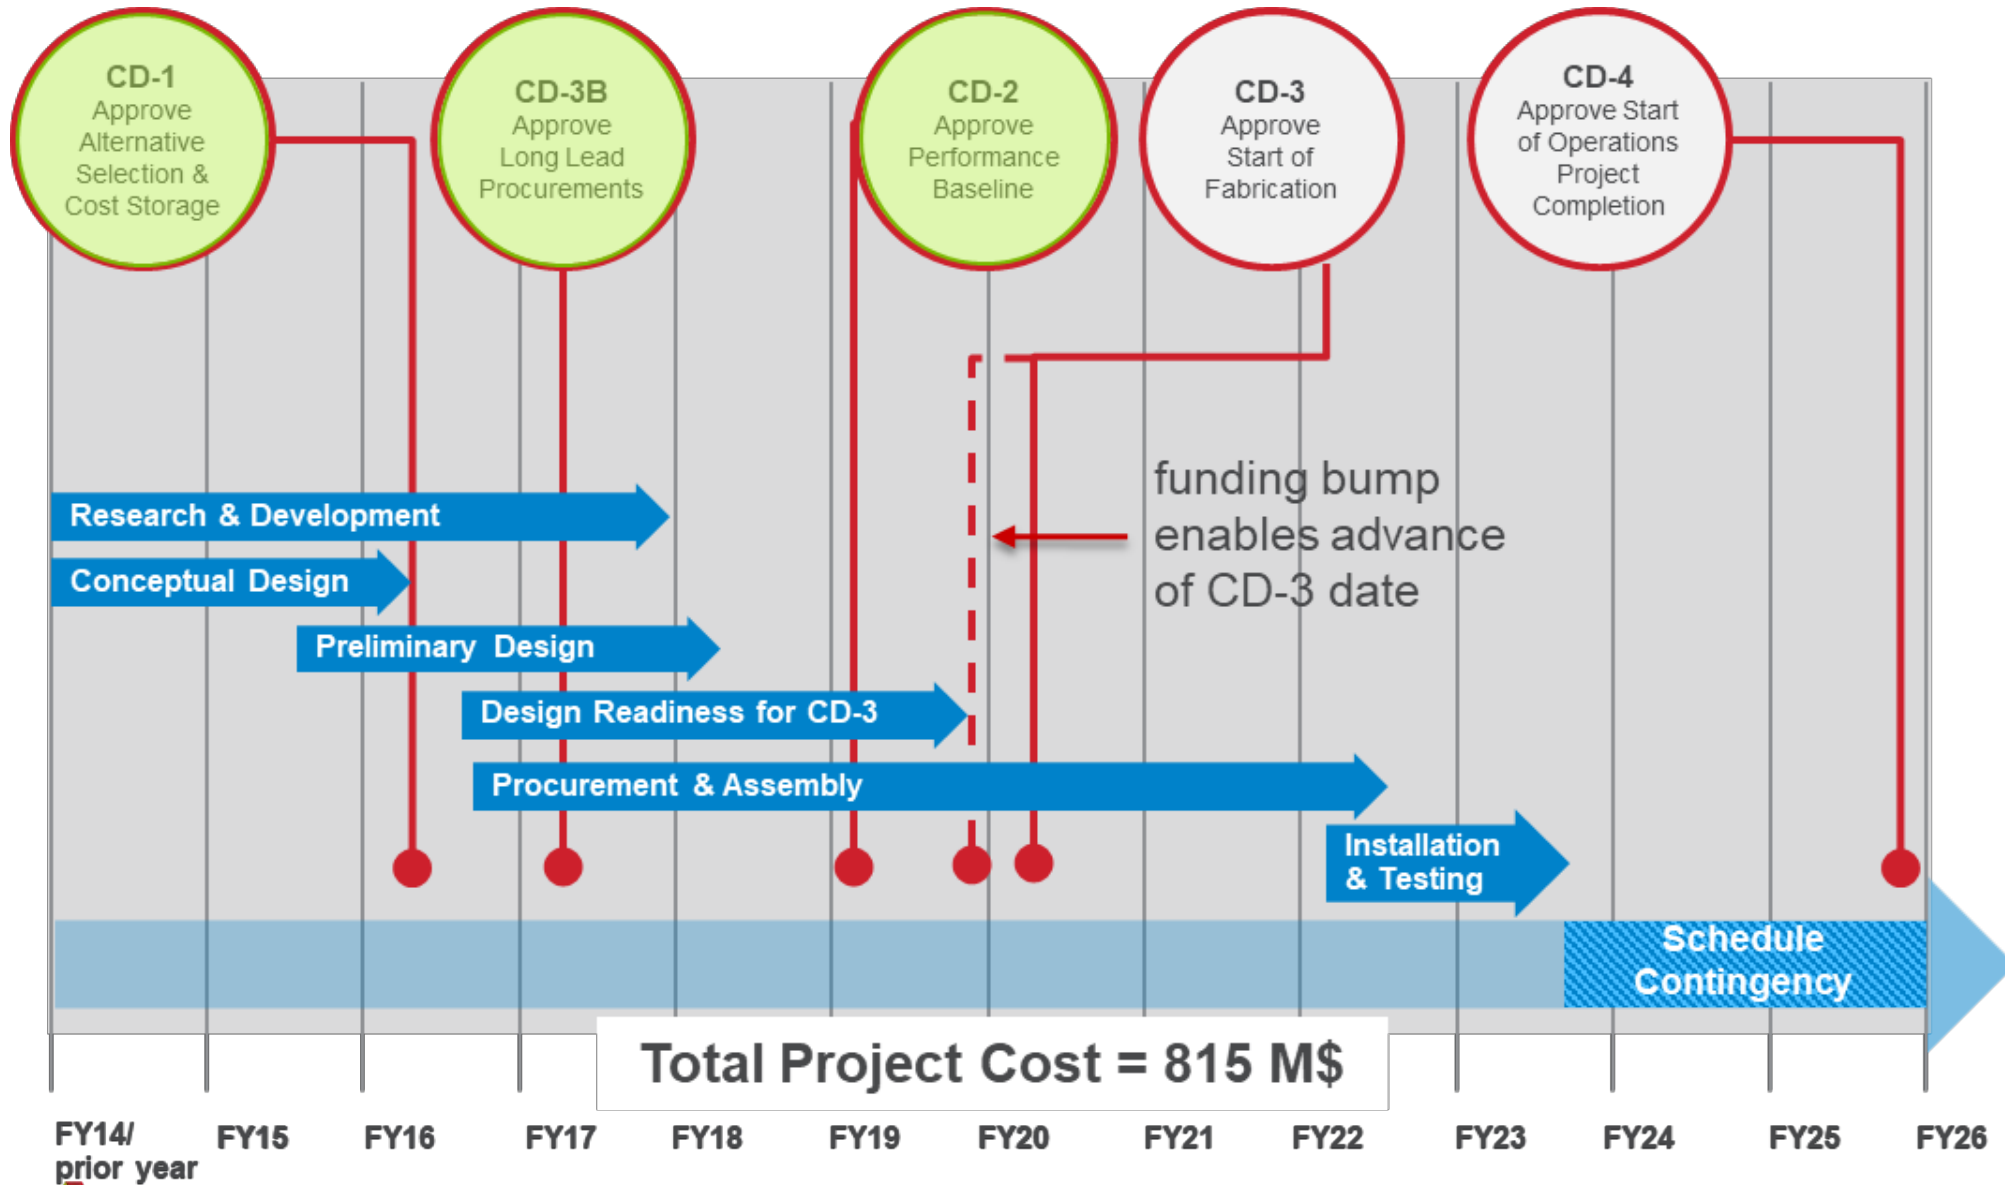 CD-1
Approve
Alternative
Selection &
Cost Storage
CD-3B
Approve
Long Lead
Procurements
CD-2
Approve
Performance
Baseline
CD-3
Approve
Start of
Fabrication
CD-4
Approve Start
of Operations
Project
Completion
funding bump
enables advance
of CD-3 date
Research & Development
Conceptual Design
Preliminary Design
Design Readiness for CD-3
Procurement & Assembly
Installation
& Testing
Schedule
Contingency
Total Project Cost = 815 M$
FY14/
prior year
FY15
FY16
FY17
FY18
FY19
FY20
FY21
FY22
FY23
FY24
FY25
FY26